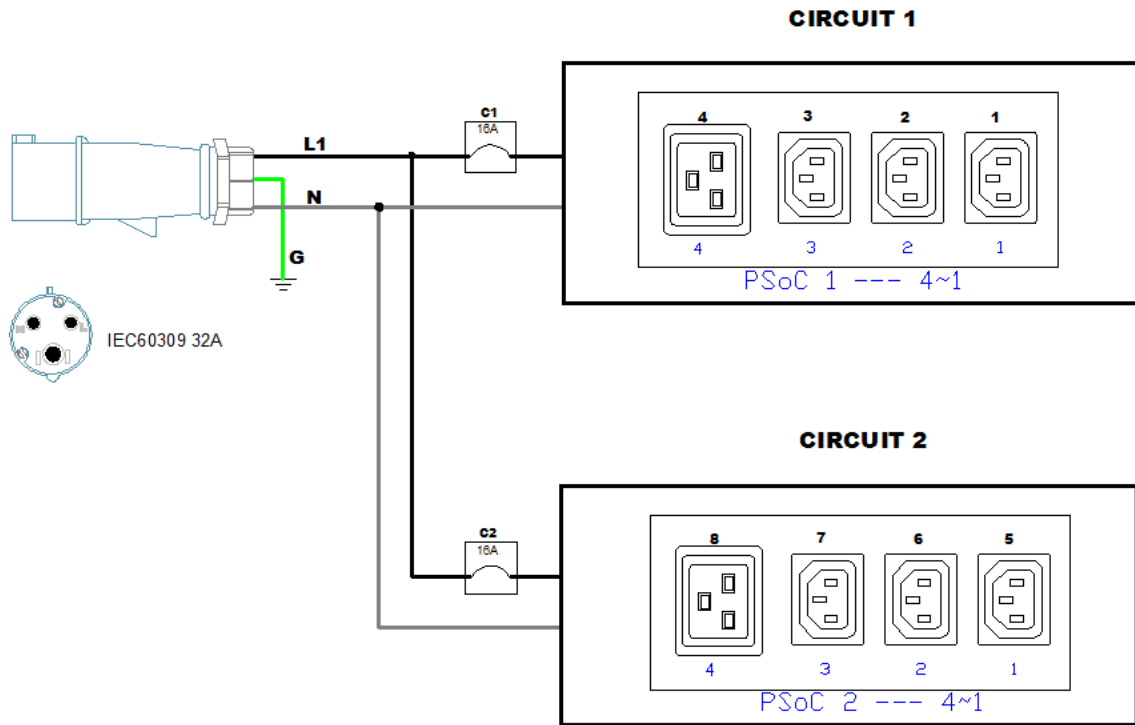 CIRCUIT 1
C1
16A
4 3 2 1
L1
N
G
4 3 2 1
PSoC 1 --- 4~1
IEC60309 32A
CIRCUIT 2
C2
16A
8 7 6 5
4 3 2 1
PSoC 2 --- 4~1